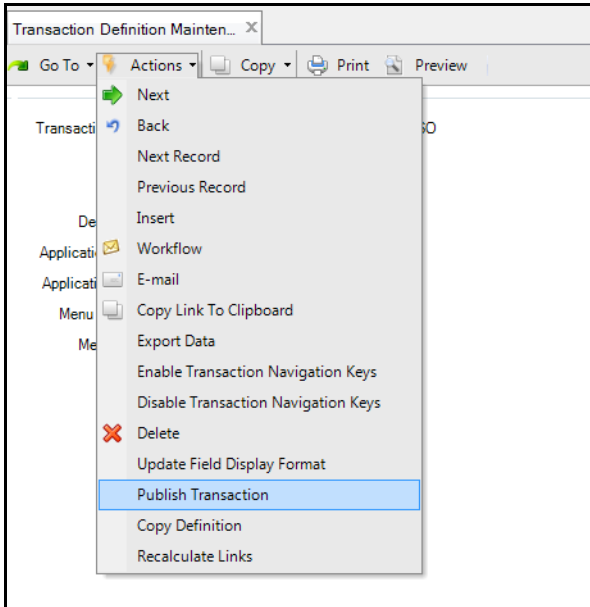 Transaction Definition Mainten... X
Go To Actions Copy Print Preview
Next
Transacti Back SO
Next Record
Previous Record
De Insert
Applicati Workflow
Applicati E-mail
Menu Copy Link To Clipboard
Me Export Data
Enable Transaction Navigation Keys
Disable Transaction Navigation Keys
Delete
Update Field Display Format
Publish Transaction
Copy Definition
Recalculate Links